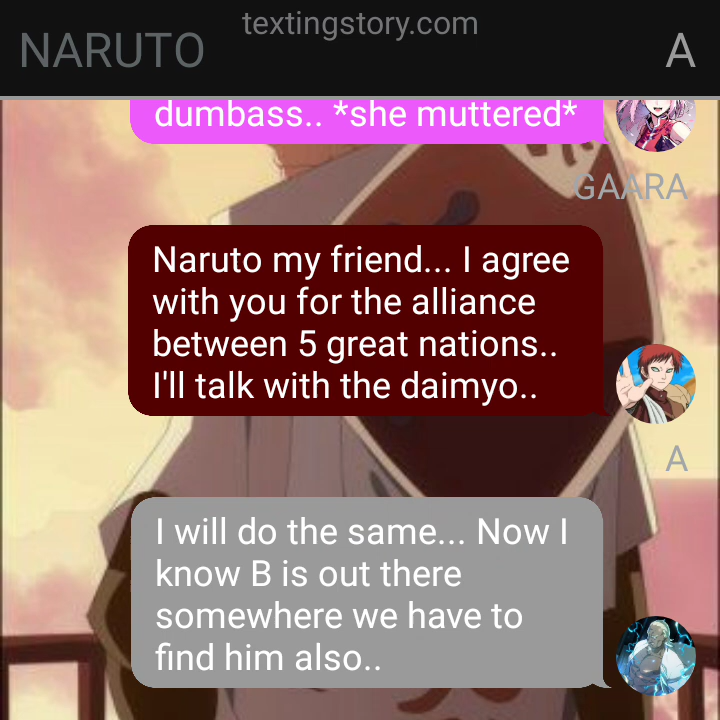 textingstory.com
NARUTO
A
dumbass.. *she muttered*
GAARA
Naruto my friend... I agree
with you for the alliance
between 5 great nations..
I'll talk with the daimyo..
A
I will do the same... Now I
know B is out there
somewhere we have to
find him also..